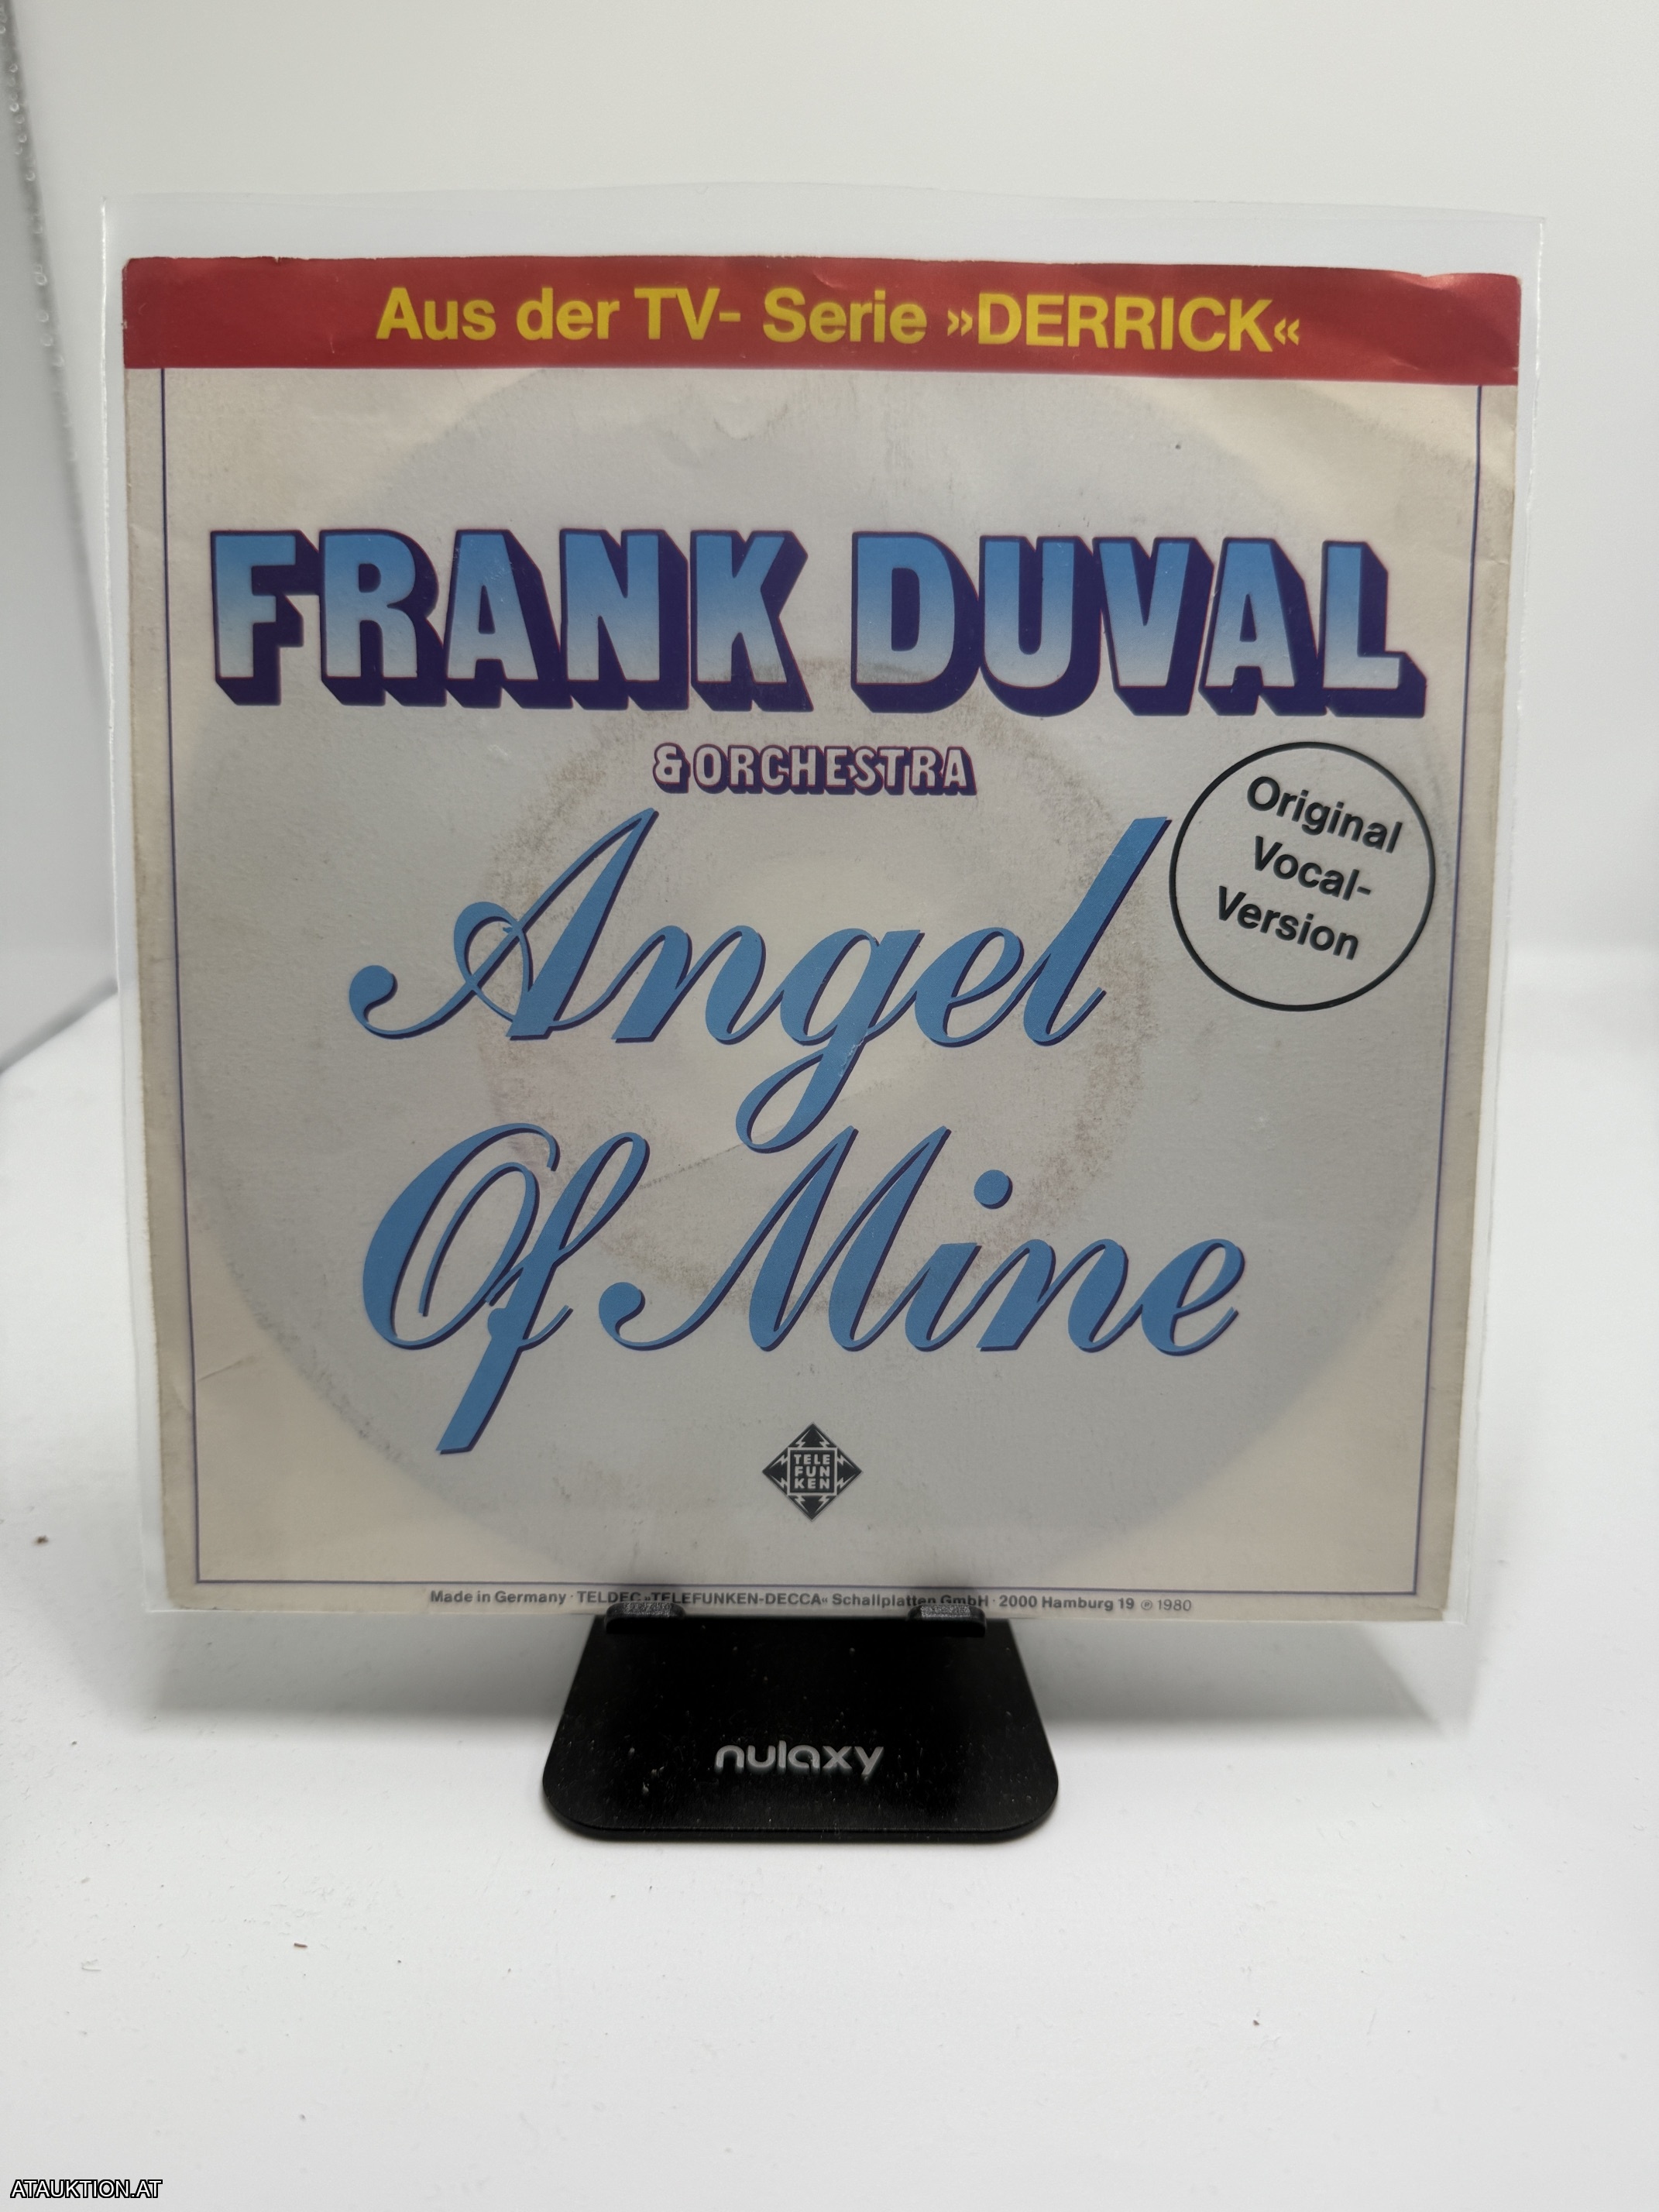 Aus der TV- Serie »DERRICK«
FRANK DUVAL
& ORCHESTRA
Original
Vocal-
Version
Angel
Of Mine
TELE
FUN
KEN
Made in Germany · TELDEC »TELEFUNKEN-DECCA« Schallplatten GmbH · 2000 Hamburg 19 ℗ 1980
nulaxy
ATAUKTION.AT